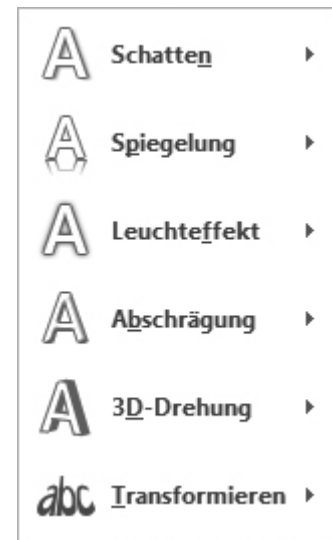 Schatten
Spiegelung
Leuchteffekt
Abschrägung
3D-Drehung
abc Transformieren